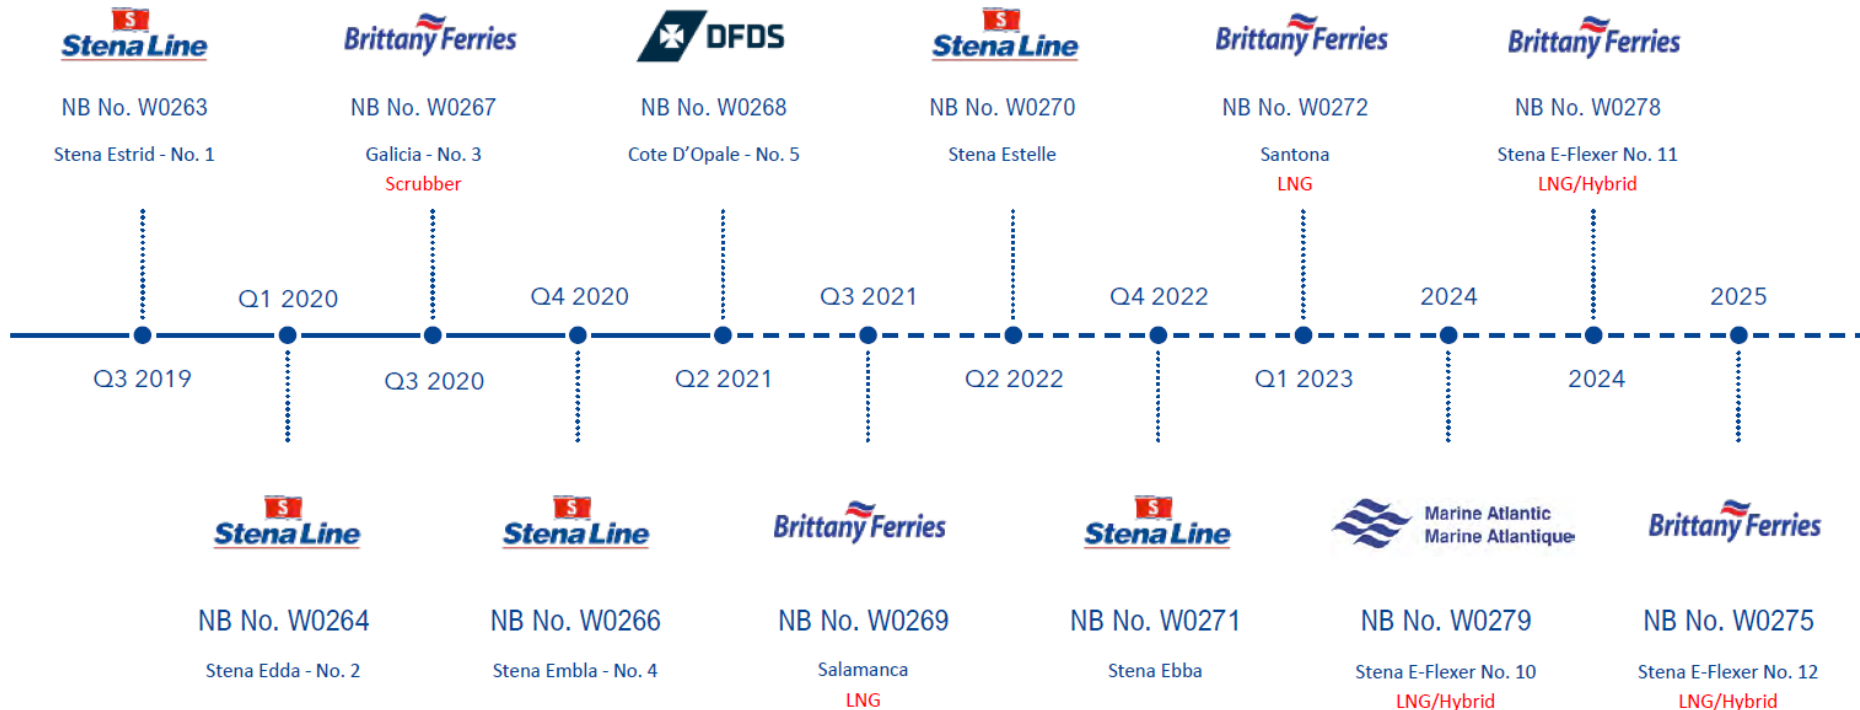 S
Stena Line
Brittany Ferries
DFDS
S
Stena Line
Brittany Ferries
Brittany Ferries
NB No. W0263
NB No. W0267
NB No. W0268
NB No. W0270
NB No. W0272
NB No. W0278
Stena Estrid - No. 1
Galicia - No. 3
Cote D'Opale - No. 5
Stena Estelle
Santona
Stena E-Flexer No. 11
Scrubber
LNG
LNG/Hybrid
Q1 2020
Q4 2020
Q3 2021
Q4 2022
2024
2025
Q3 2019
Q3 2020
Q2 2021
Q2 2022
Q1 2023
2024
S
Stena Line
S
Stena Line
Brittany Ferries
S
Stena Line
Marine Atlantic
Marine Atlantique
Brittany Ferries
NB No. W0264
NB No. W0266
NB No. W0269
NB No. W0271
NB No. W0279
NB No. W0275
Stena Edda - No. 2
Stena Embla - No. 4
Salamanca
Stena Ebba
Stena E-Flexer No. 10
Stena E-Flexer No. 12
LNG
LNG/Hybrid
LNG/Hybrid